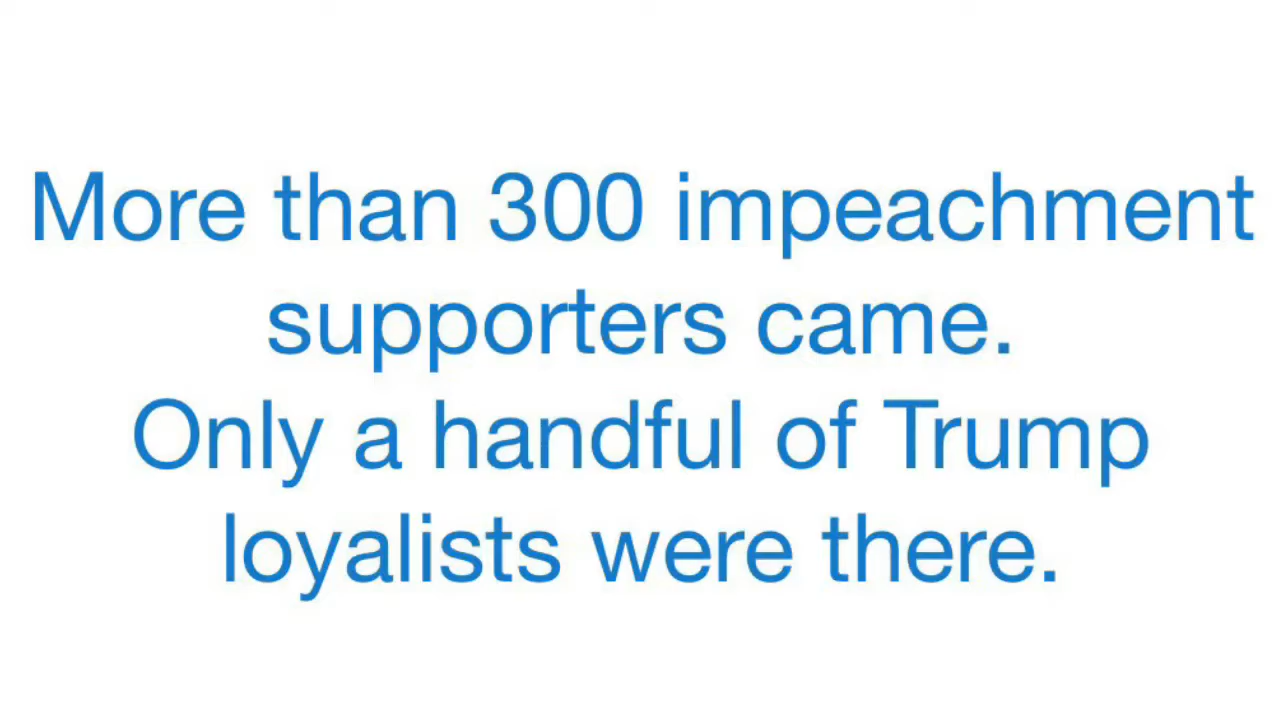 More than 300 impeachment
supporters came.
Only a handful of Trump
loyalists were there.